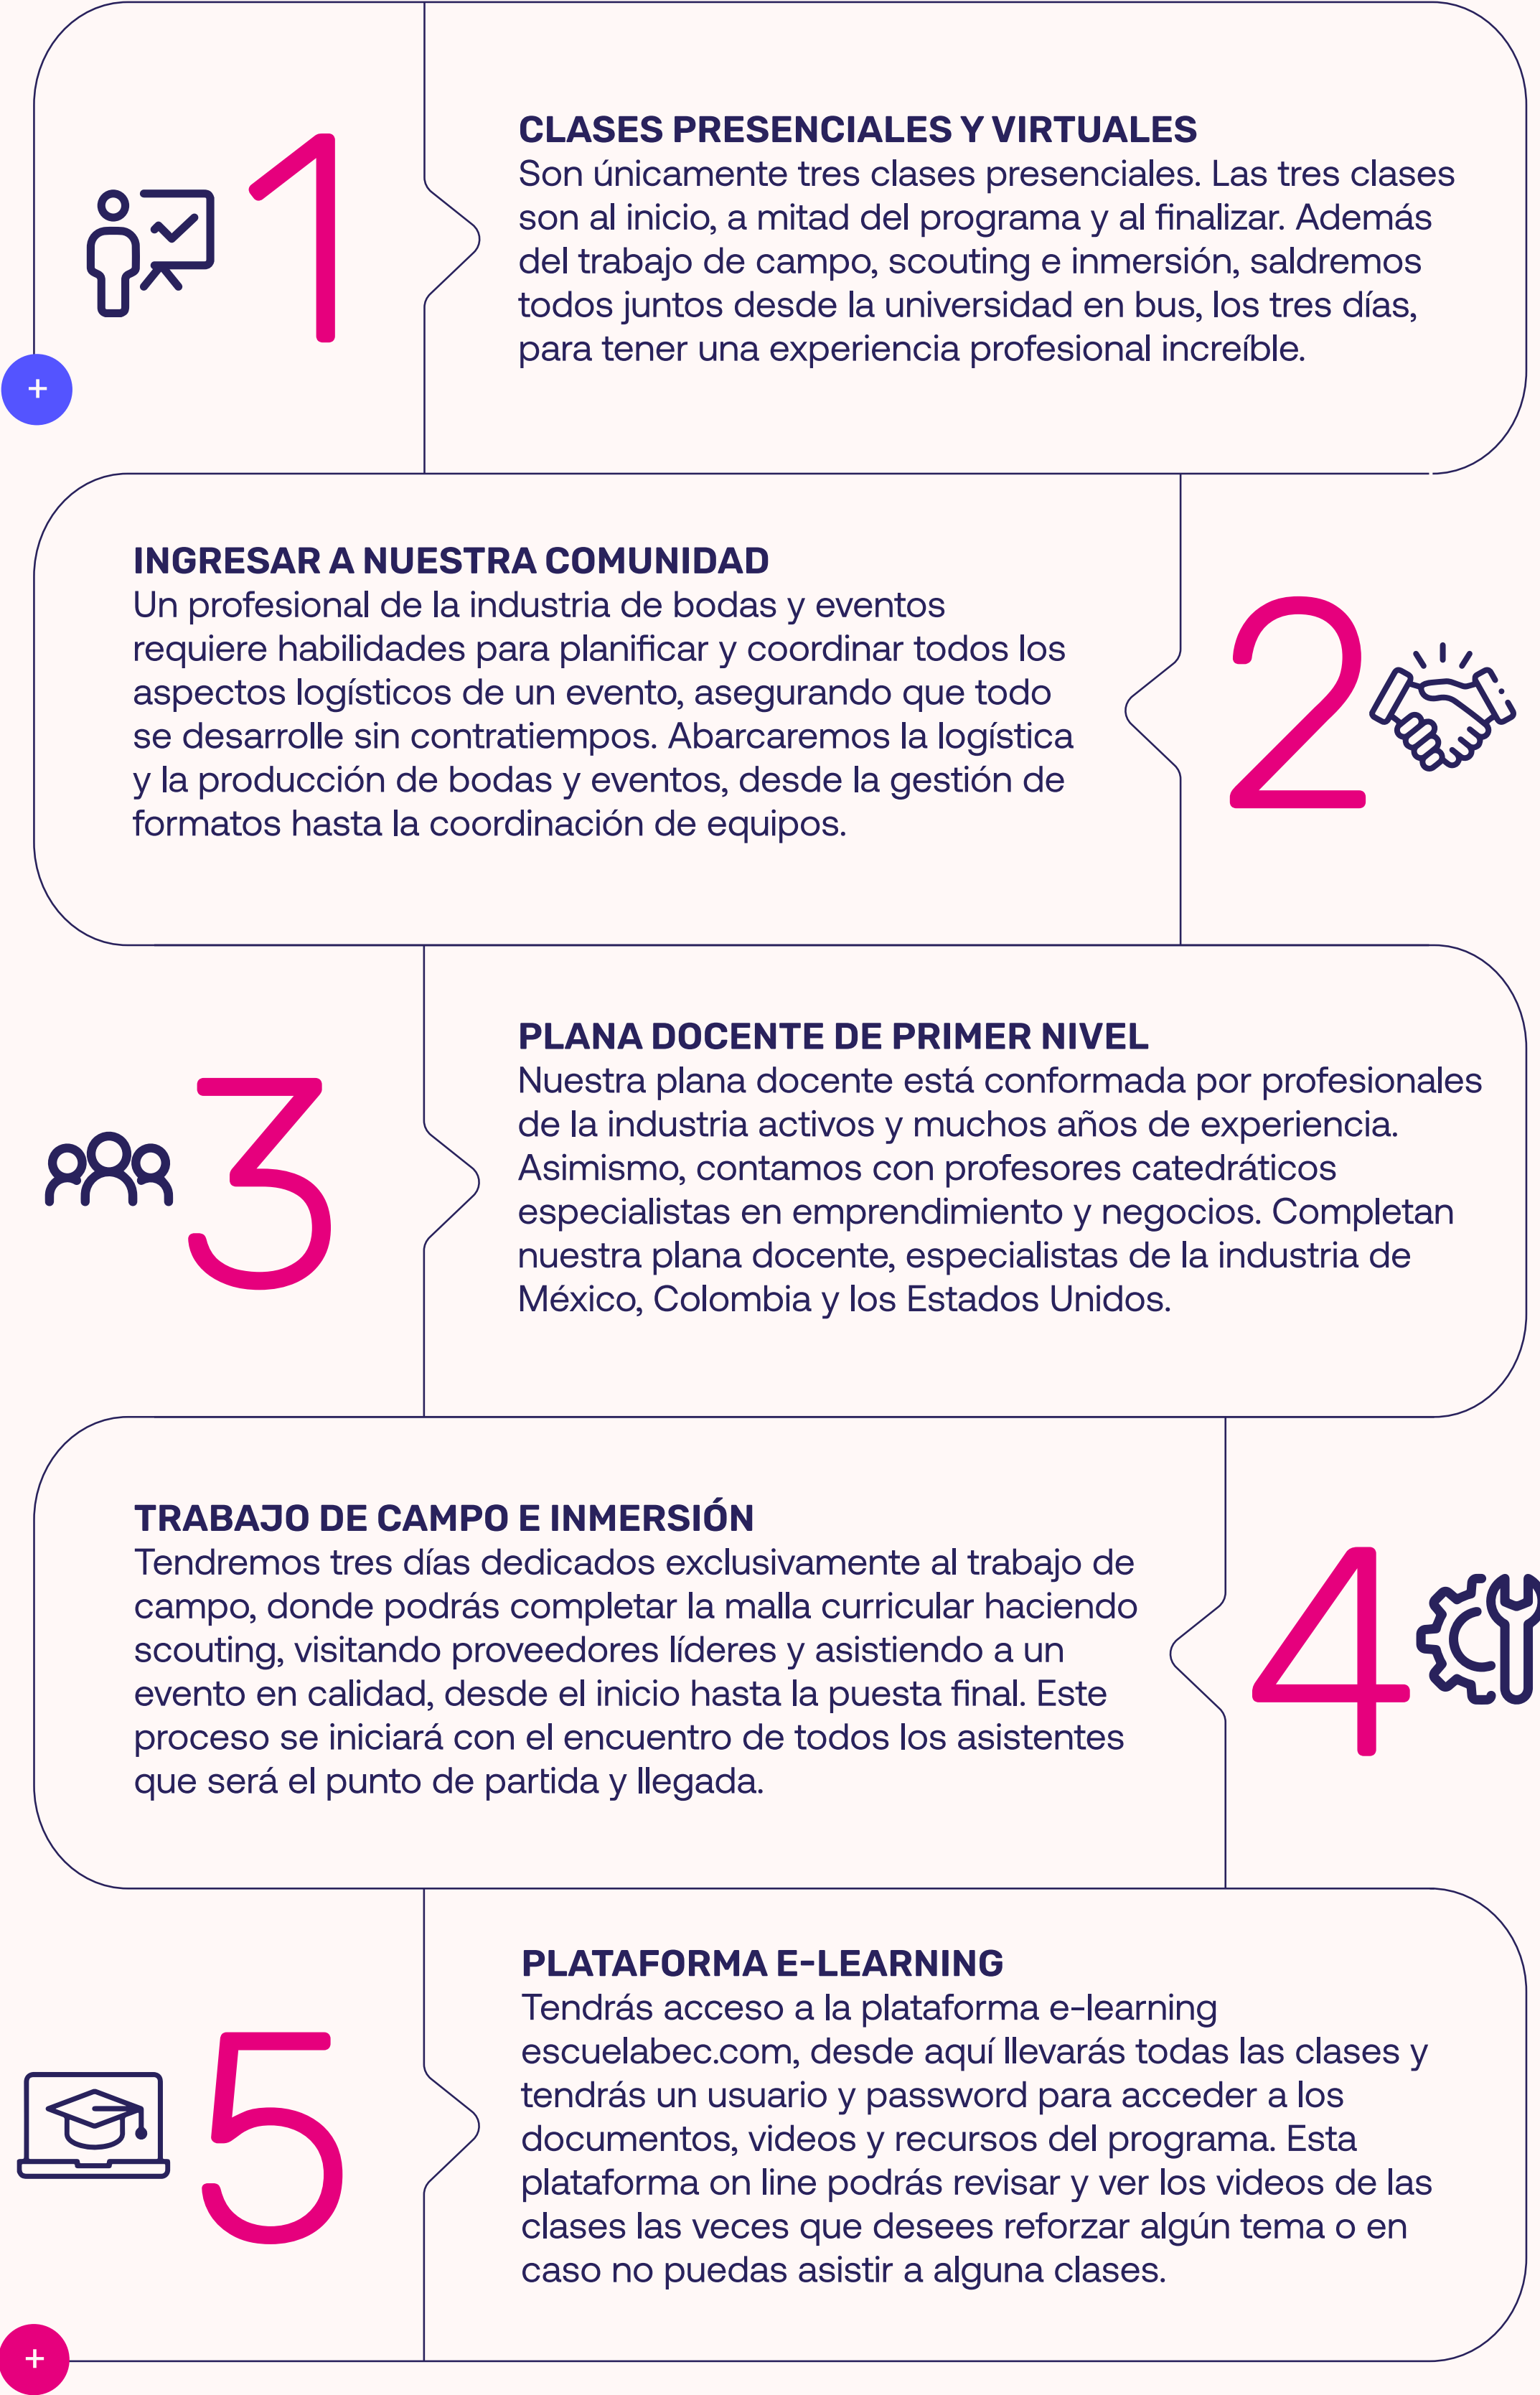 1
CLASES PRESENCIALES Y VIRTUALES
Son únicamente tres clases presenciales. Las tres clases
son al inicio, a mitad del programa y al finalizar. Además
del trabajo de campo, scouting e inmersión, saldremos
todos juntos desde la universidad en bus, los tres días,
para tener una experiencia profesional increíble.
+
INGRESAR A NUESTRA COMUNIDAD
Un profesional de la industria de bodas y eventos
requiere habilidades para planificar y coordinar todos los
aspectos logísticos de un evento, asegurando que todo
se desarrolle sin contratiempos. Abarcaremos la logística
y la producción de bodas y eventos, desde la gestión de
formatos hasta la coordinación de equipos.
2
3
PLANA DOCENTE DE PRIMER NIVEL
Nuestra plana docente está conformada por profesionales
de la industria activos y muchos años de experiencia.
Asimismo, contamos con profesores catedráticos
especialistas en emprendimiento y negocios. Completan
nuestra plana docente, especialistas de la industria de
México, Colombia y los Estados Unidos.
TRABAJO DE CAMPO E INMERSIÓN
Tendremos tres días dedicados exclusivamente al trabajo de
campo, donde podrás completar la malla curricular haciendo
scouting, visitando proveedores líderes y asistiendo a un
evento en calidad, desde el inicio hasta la puesta final. Este
proceso se iniciará con el encuentro de todos los asistentes
que será el punto de partida y llegada.
4
5
PLATAFORMA E-LEARNING
Tendrás acceso a la plataforma e-learning
escuelabec.com, desde aquí llevarás todas las clases y
tendrás un usuario y password para acceder a los
documentos, videos y recursos del programa. Esta
plataforma on line podrás revisar y ver los videos de las
clases las veces que desees reforzar algún tema o en
caso no puedas asistir a alguna clases.
+